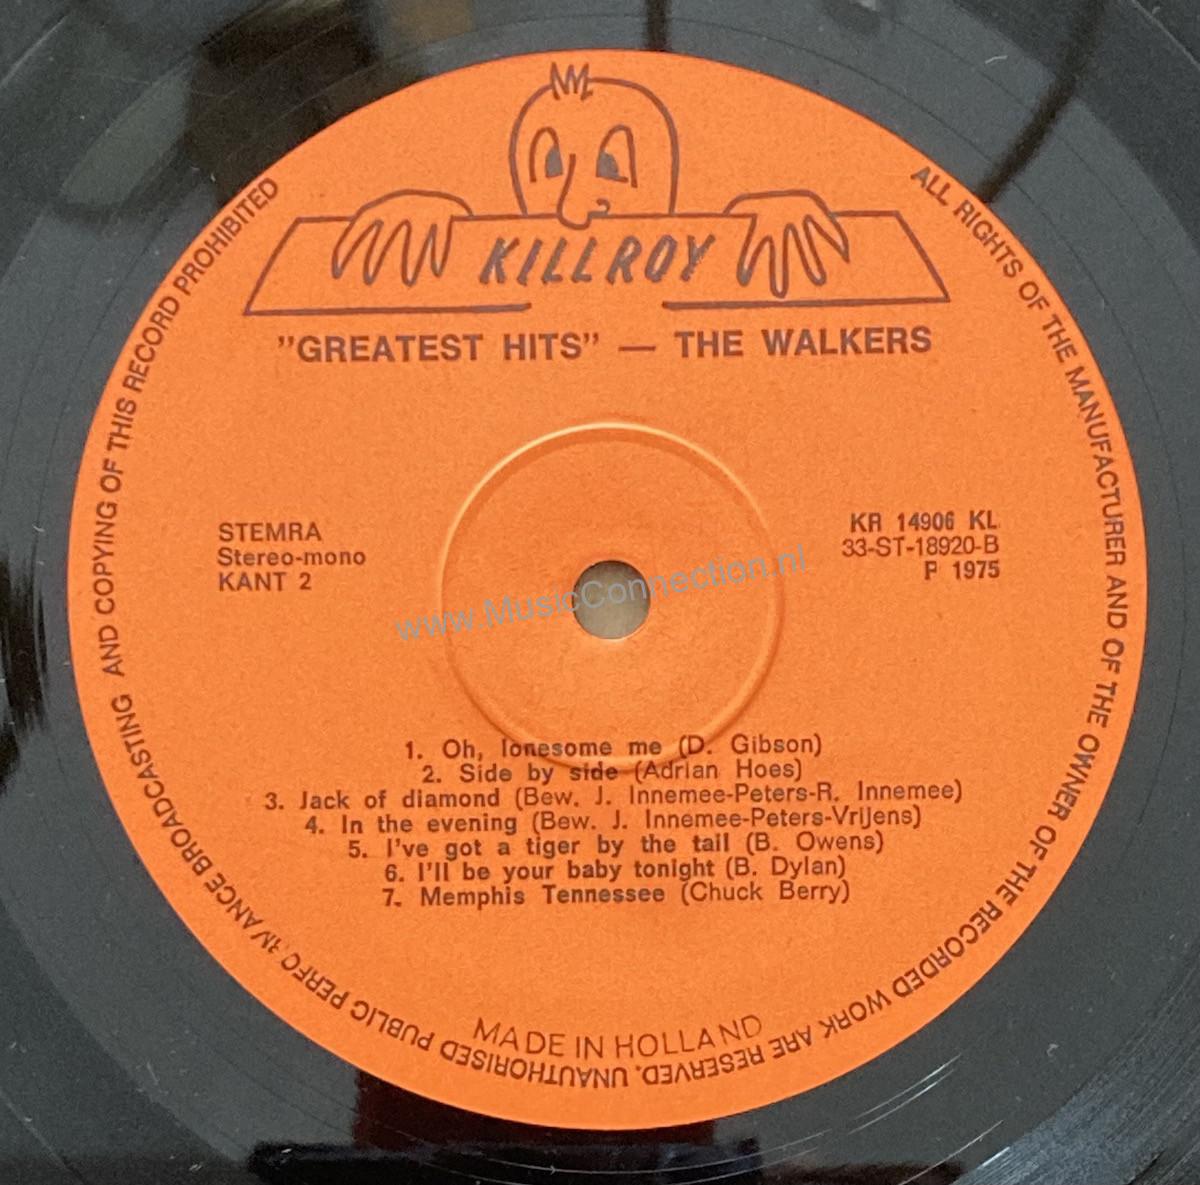 KILLROY
"GREATEST HITS" — THE WALKERS
STEMRA
Stereo-mono
KANT 2
KR 14906 KL
33-ST-18920-B
P 1975
www.MusicConnection.nl
1. Oh, lonesome me (D. Gibson)
2. Side by side (Adrian Hoes)
3. Jack of diamond (Bew. J. Innemee-Peters-R. Innemee)
4. In the evening (Bew. J. Innemee-Peters-Vrijens)
5. I've got a tiger by the tail (B. Owens)
6. I'll be your baby tonight (B. Dylan)
7. Memphis Tennessee (Chuck Berry)
MADE IN HOLLAND
ALL RIGHTS OF THE MANUFACTURER AND OF THE OWNER OF THE RECORDED WORK ARE RESERVED. UNAUTHORISED PUBLIC BROADCASTING AND COPYING OF THIS RECORD PROHIBITED